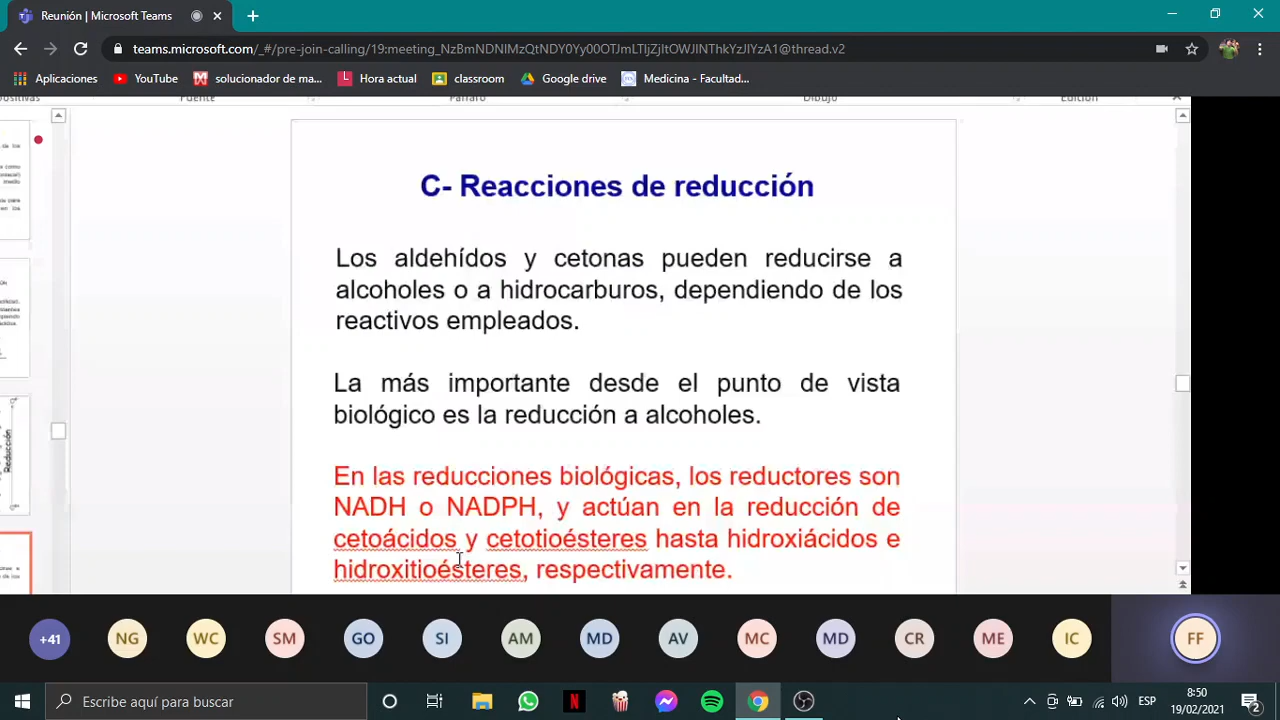 Reunión | Microsoft Teams
teams.microsoft.com/_#/pre-join-calling/19:meeting_NzBmNDNlMzQtNDY0Yy00OTJmLTljZjItOWJlNThkYzJlYzA1@thread.v2
Aplicaciones YouTube solucionador de ma... Hora actual classroom Google drive Medicina - Facultad...
C- Reacciones de reducción
Los aldehídos y cetonas pueden reducirse a
alcoholes o a hidrocarburos, dependiendo de los
reactivos empleados.
La más importante desde el punto de vista
biológico es la reducción a alcoholes.
En las reducciones biológicas, los reductores son
NADH o NADPH, y actúan en la reducción de
cetoácidos y cetotioésteres hasta hidroxiácidos e
hidroxitioésteres, respectivamente.
Reducción
+41 NG WC SM GO SI AM MD AV MC MD CR ME IC FF
Escribe aquí para buscar
ESP
8:50
19/02/2021
2